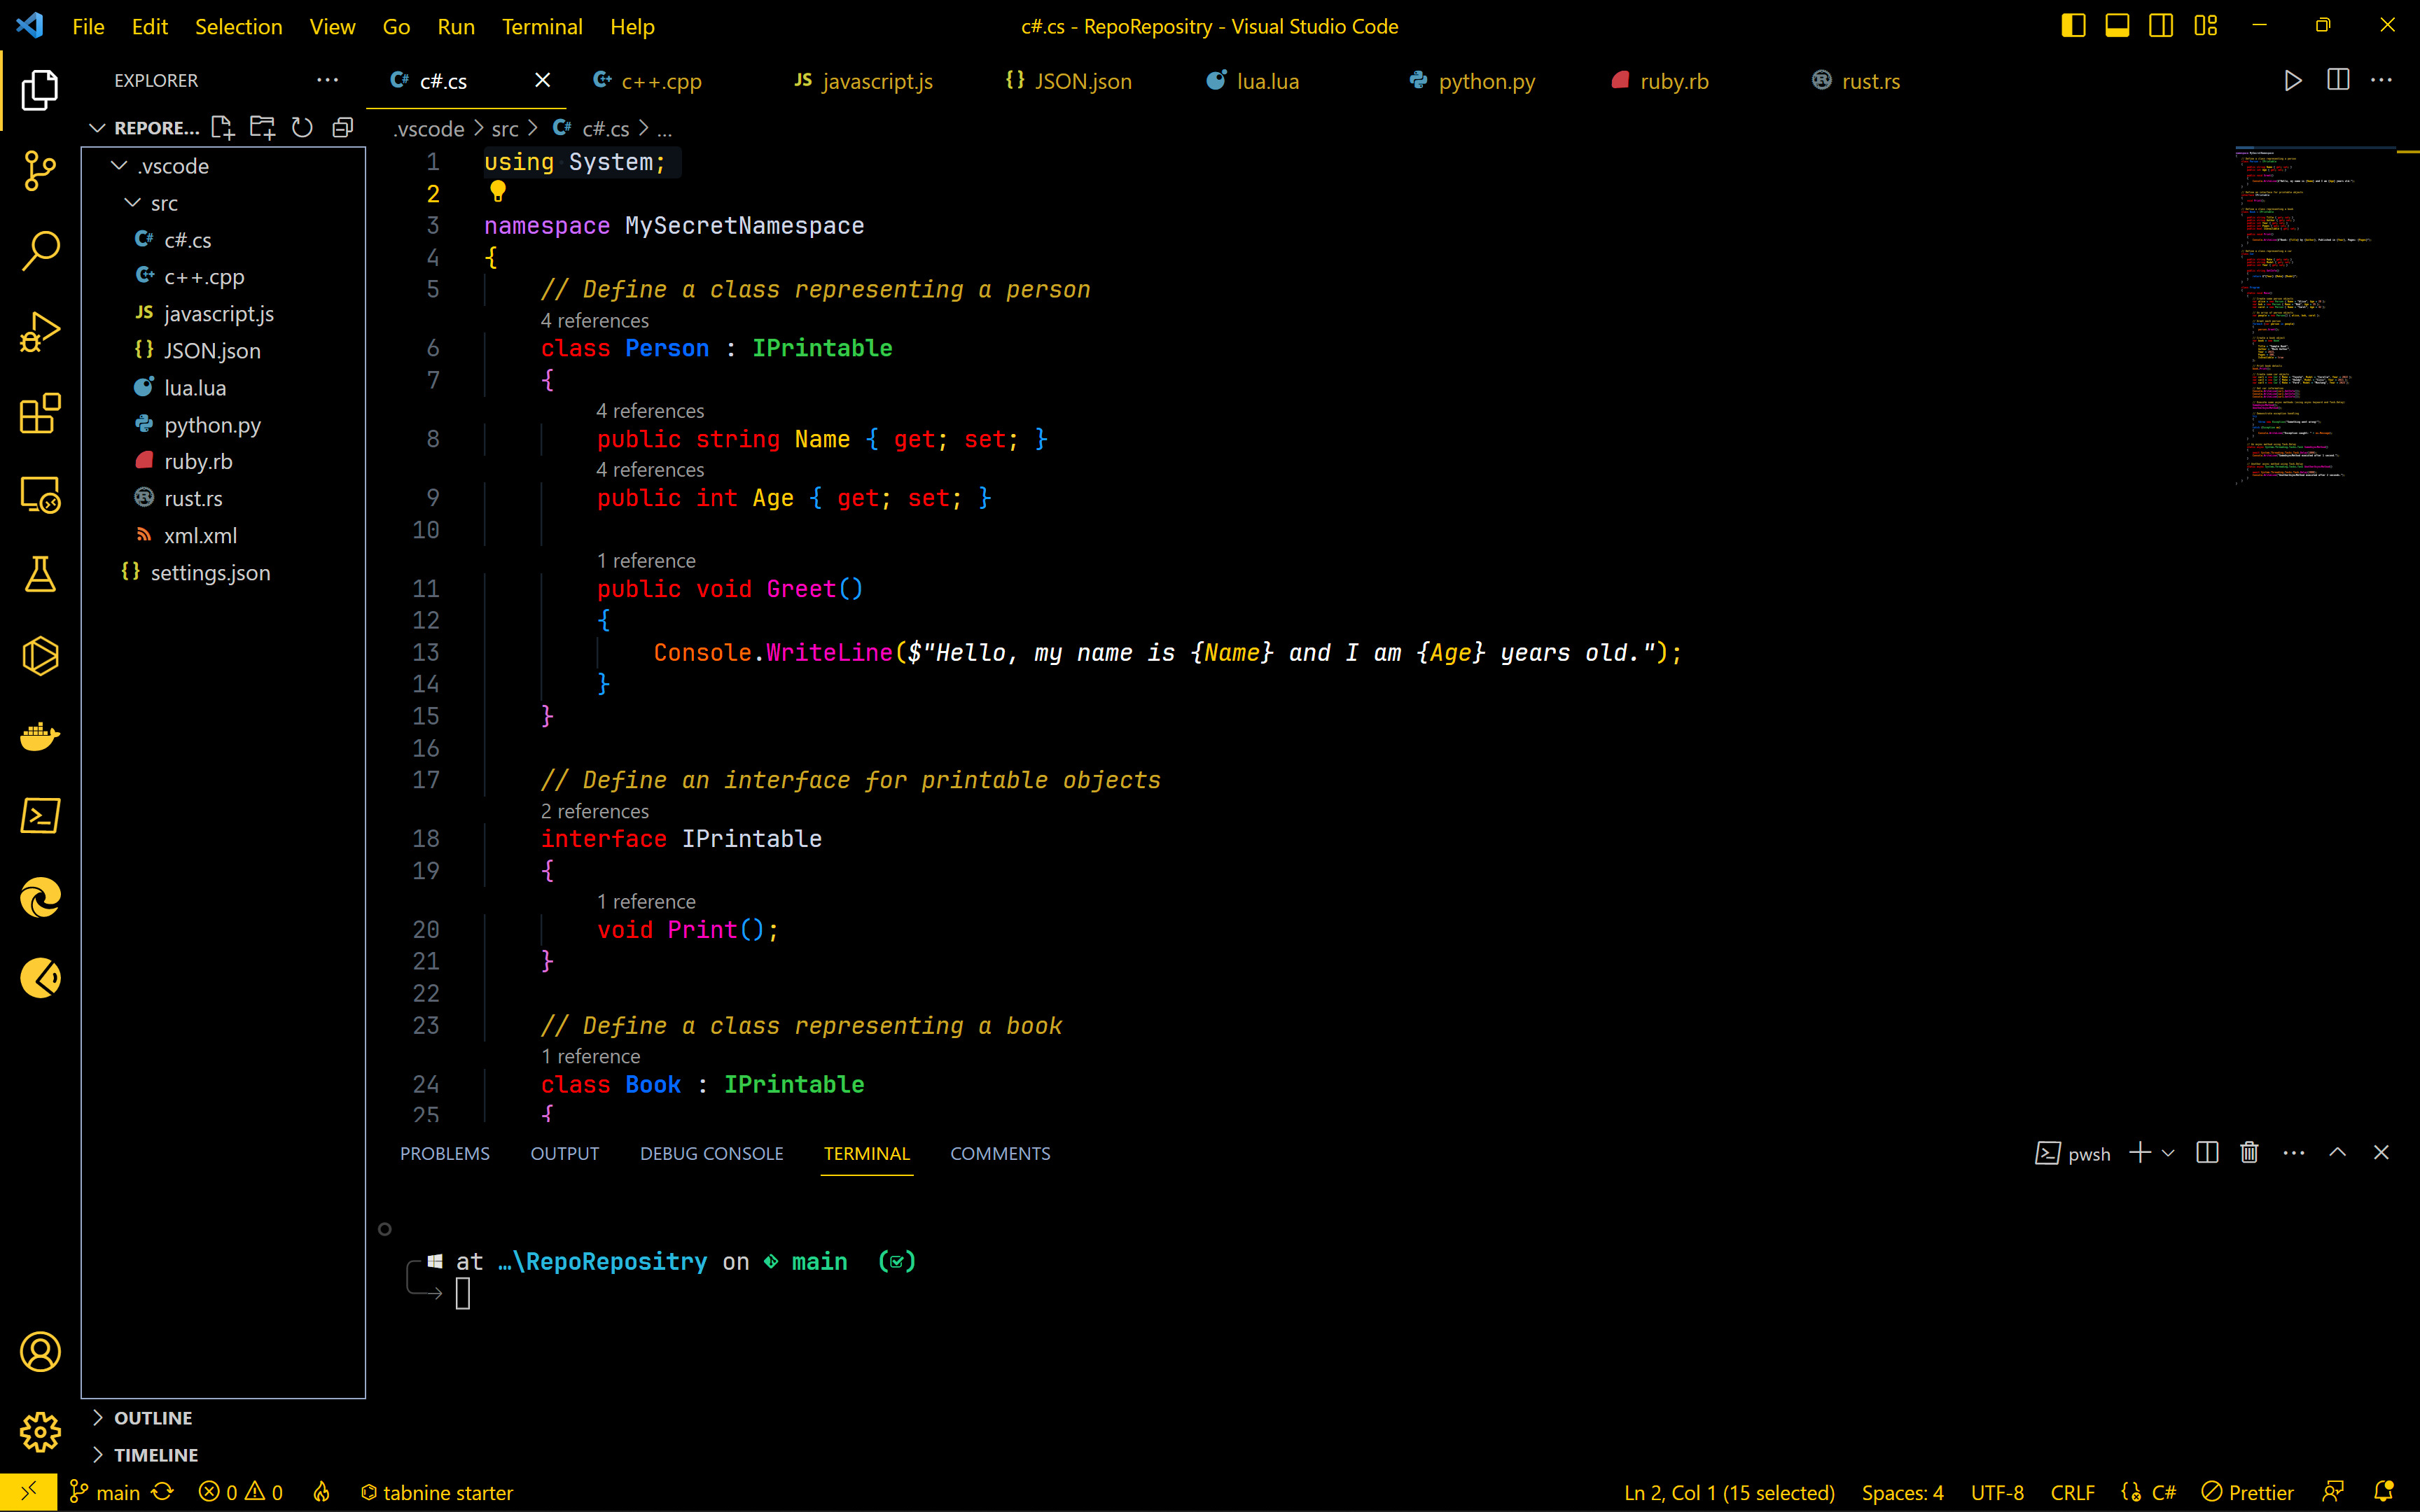 File Edit Selection View Go Run Terminal Help
c#.cs - RepoRepositry - Visual Studio Code
EXPLORER
c#.cs
c++.cpp
javascript.js
JSON.json
lua.lua
python.py
ruby.rb
rust.rs
REPORE...
.vscode
src
c#.cs
c++.cpp
javascript.js
JSON.json
lua.lua
python.py
ruby.rb
rust.rs
xml.xml
settings.json
OUTLINE
TIMELINE
.vscode > src > c#.cs > ...
1 using System;
2
3 namespace MySecretNamespace
4 {
5 // Define a class representing a person
4 references
6 class Person : IPrintable
7 {
4 references
8 public string Name { get; set; }
4 references
9 public int Age { get; set; }
10
1 reference
11 public void Greet()
12 {
13 Console.WriteLine($"Hello, my name is {Name} and I am {Age} years old.");
14 }
15 }
16
17 // Define an interface for printable objects
2 references
18 interface IPrintable
19 {
1 reference
20 void Print();
21 }
22
23 // Define a class representing a book
1 reference
24 class Book : IPrintable
25 {
PROBLEMS OUTPUT DEBUG CONSOLE TERMINAL COMMENTS
pwsh
at …\RepoRepositry on main
main 0 0 tabnine starter
Ln 2, Col 1 (15 selected) Spaces: 4 UTF-8 CRLF C# Prettier